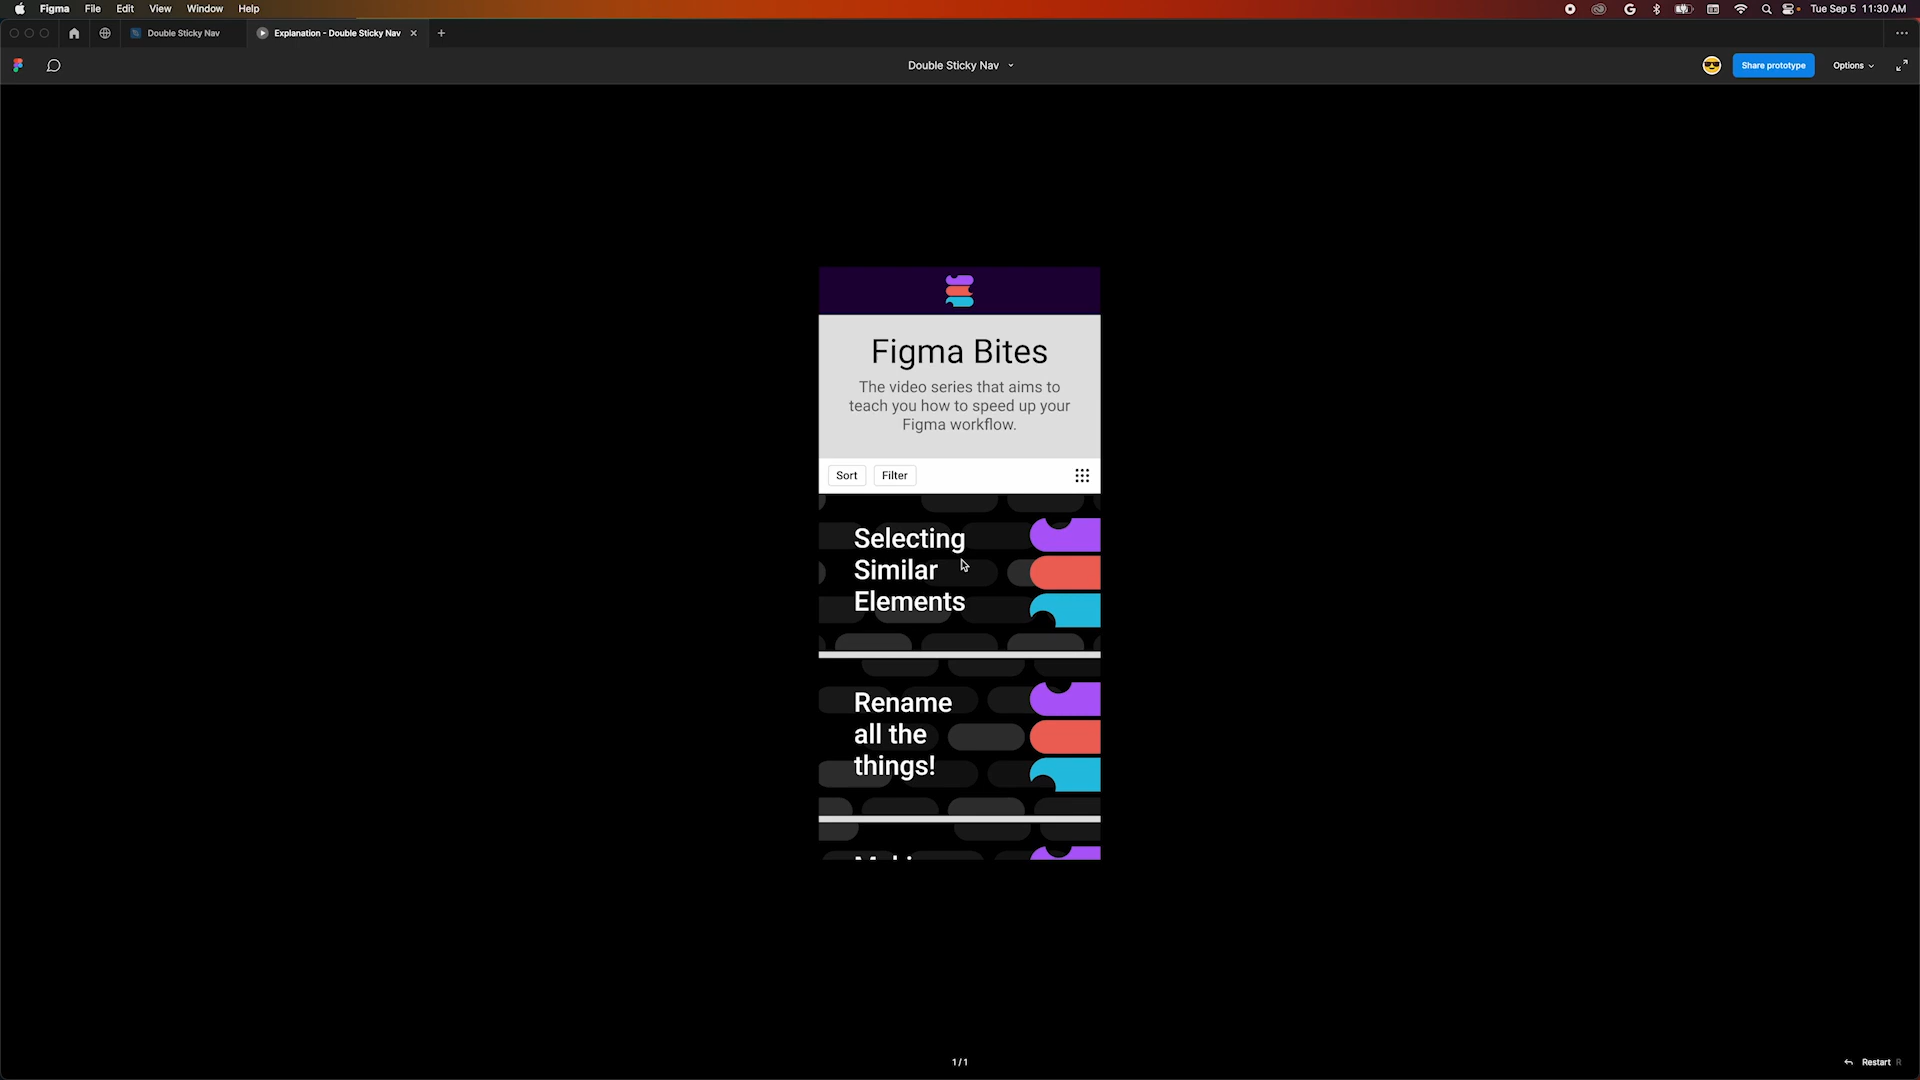 Figma File Edit View Window Help
Tue Sep 5 11:30 AM
Double Sticky Nav
Explanation - Double Sticky Nav
Double Sticky Nav
Share prototype
Options
Figma Bites
The video series that aims to
teach you how to speed up your
Figma workflow.
Sort
Filter
Selecting
Similar
Elements
Rename
all the
things!
1 / 1
Restart R